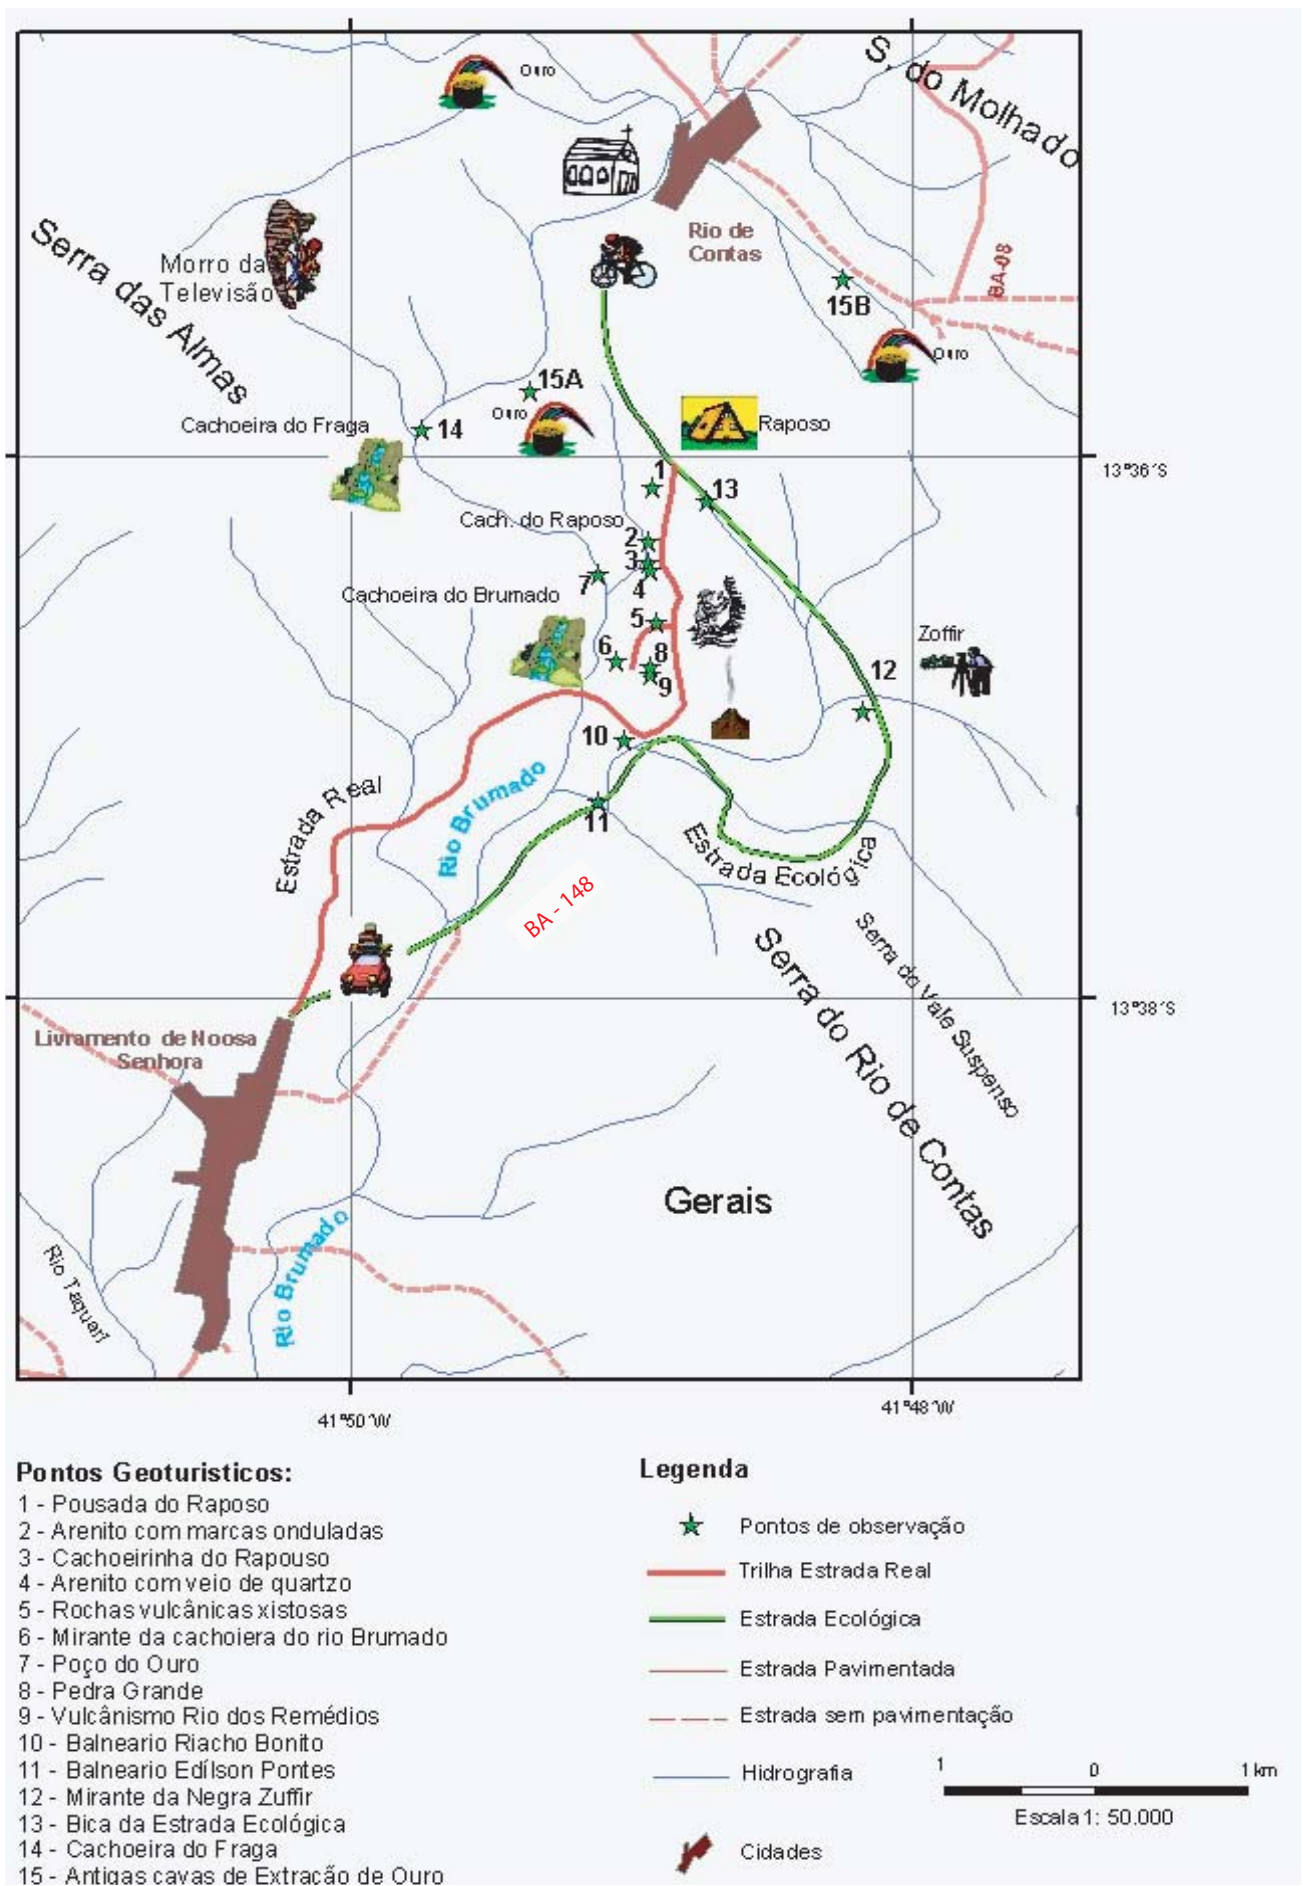 Ouro
S. do Molhado
Rio de
Contas
Serra das Almas
Morro da
Televisão
BA-08
15B
Ouro
15A
Ouro
Cachoeira do Fraga
14
Raposo
13°36´S
1
13
Cach. do Raposo
2
3
7
4
Cachoeira do Brumado
5
Zoffir
6
8
9
12
10
Estrada Real
Rio Brumado
11
Estrada Ecológica
BA - 148
Serra do Vale Suspenso
Serra do Rio de Contas
13°38´S
Livramento de Noosa
Senhora
Gerais
Rio Brumado
Rio Taquari
41°50´W
41°48´W
Pontos Geoturisticos:
1 - Pousada do Raposo
2 - Arenito com marcas onduladas
3 - Cachoeirinha do Rapouso
4 - Arenito com veio de quartzo
5 - Rochas vulcânicas xistosas
6 - Mirante da cachoiera do rio Brumado
7 - Poço do Ouro
8 - Pedra Grande
9 - Vulcânismo Rio dos Remédios
10 - Balneario Riacho Bonito
11 - Balneario Edílson Pontes
12 - Mirante da Negra Zuffir
13 - Bica da Estrada Ecológica
14 - Cachoeira do Fraga
15 - Antigas cavas de Extração de Ouro
Legenda
Pontos de observação
Trilha Estrada Real
Estrada Ecológica
Estrada Pavimentada
Estrada sem pavimentação
Hidrografia
Cidades
1 0 1 km
Escala 1: 50.000